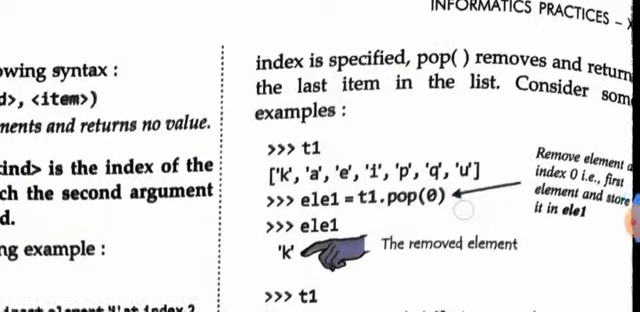 INFORMATICS PRACTICES –
owing syntax :
d>, <item>)
ments and returns no value.
ind> is the index of the
ch the second argument
d.
ng example :
index is specified, pop( ) removes and return
the last item in the list. Consider som
examples :
>>> t1
['k', 'a', 'e', 'i', 'p', 'q', 'u']
>>> ele1 = t1.pop(0)
>>> ele1
'k'
The removed element
Remove element a
index 0 i.e., first
element and store
it in ele1
>>> t1